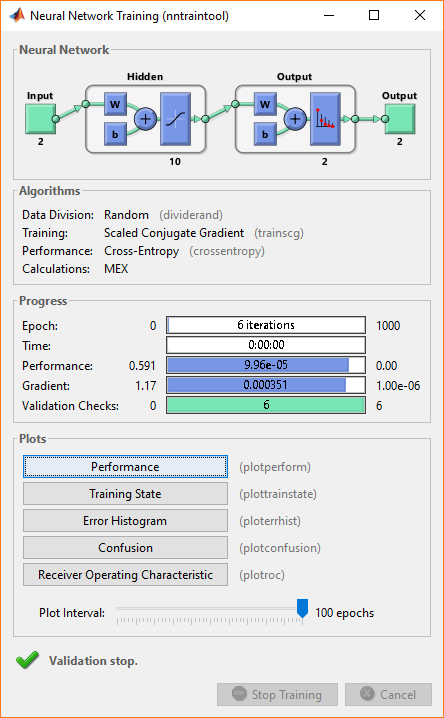 Neural Network Training (nntraintool)
Neural Network
Hidden
Output
Input
Output
W
W
b
b
2
10
2
2
Algorithms
Data Division: Random (dividerand)
Training: Scaled Conjugate Gradient (trainscg)
Performance: Cross-Entropy (crossentropy)
Calculations: MEX
Progress
Epoch: 0 6 iterations 1000
Time: 0:00:00
Performance: 0.591 9.96e-05 0.00
Gradient: 1.17 0.000351 1.00e-06
Validation Checks: 0 6 6
Plots
Performance (plotperform)
Training State (plottrainstate)
Error Histogram (ploterrhist)
Confusion (plotconfusion)
Receiver Operating Characteristic (plotroc)
Plot Interval: 100 epochs
Validation stop.
Stop Training Cancel